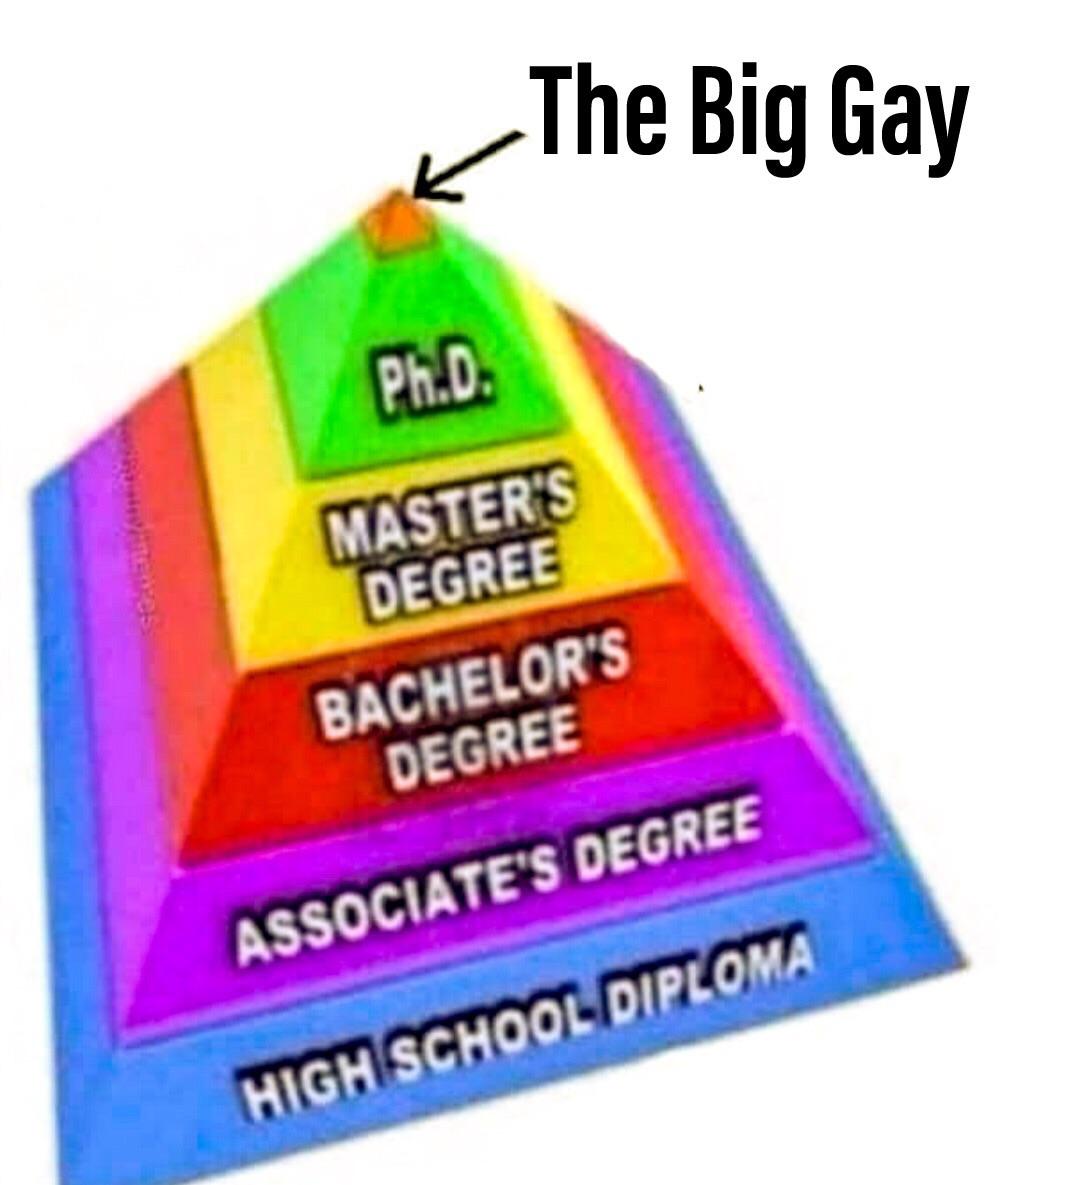 The Big Gay
Ph.D.
MASTER'S
DEGREE
BACHELOR'S
DEGREE
ASSOCIATE'S DEGREE
HIGH SCHOOL DIPLOMA